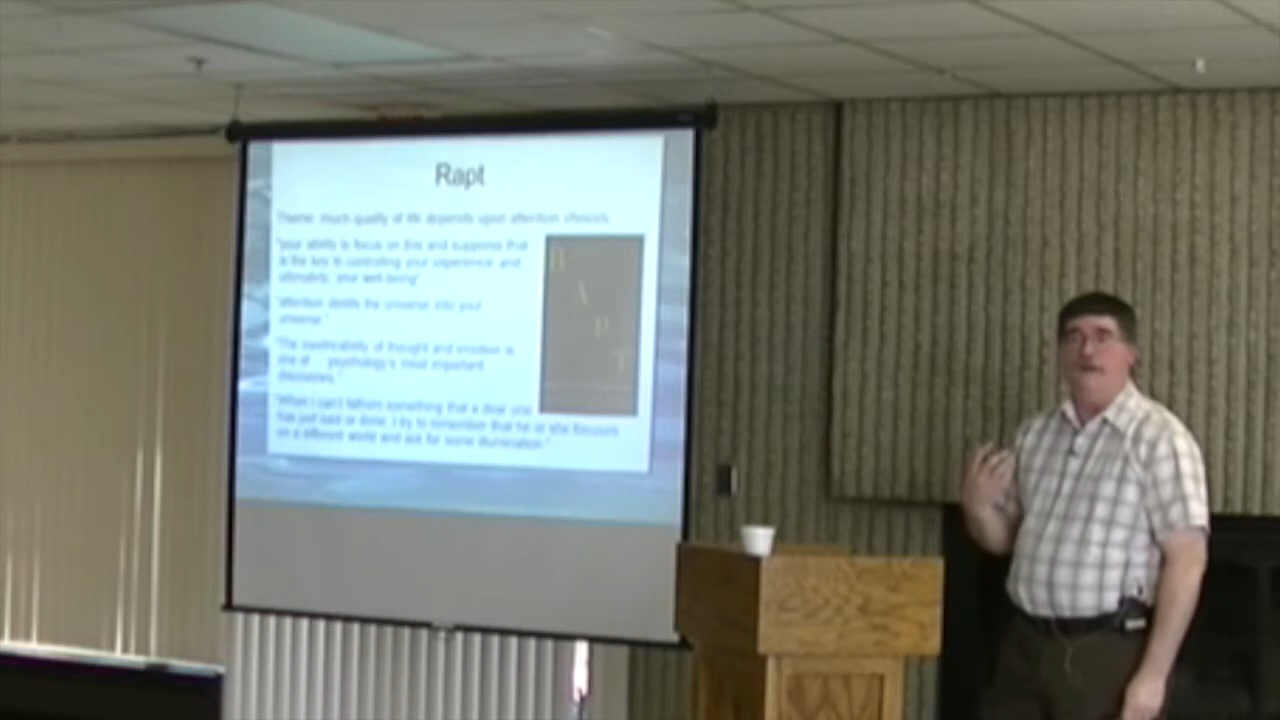 Rapt
Theme: much quality of life depends upon attention choices
"your ability to focus on this and suppress that
is the key to controlling your experience and,
ultimately, your well-being"
"attention distills the universe into your
universe."
"The inextricability of thought and emotion is
one of psychology's most important
discoveries."
R
A
P
T
"When I can't fathom something that a dear one
has just said or done, I try to remember that he or she focuses
on a different world and ask for some illumination."